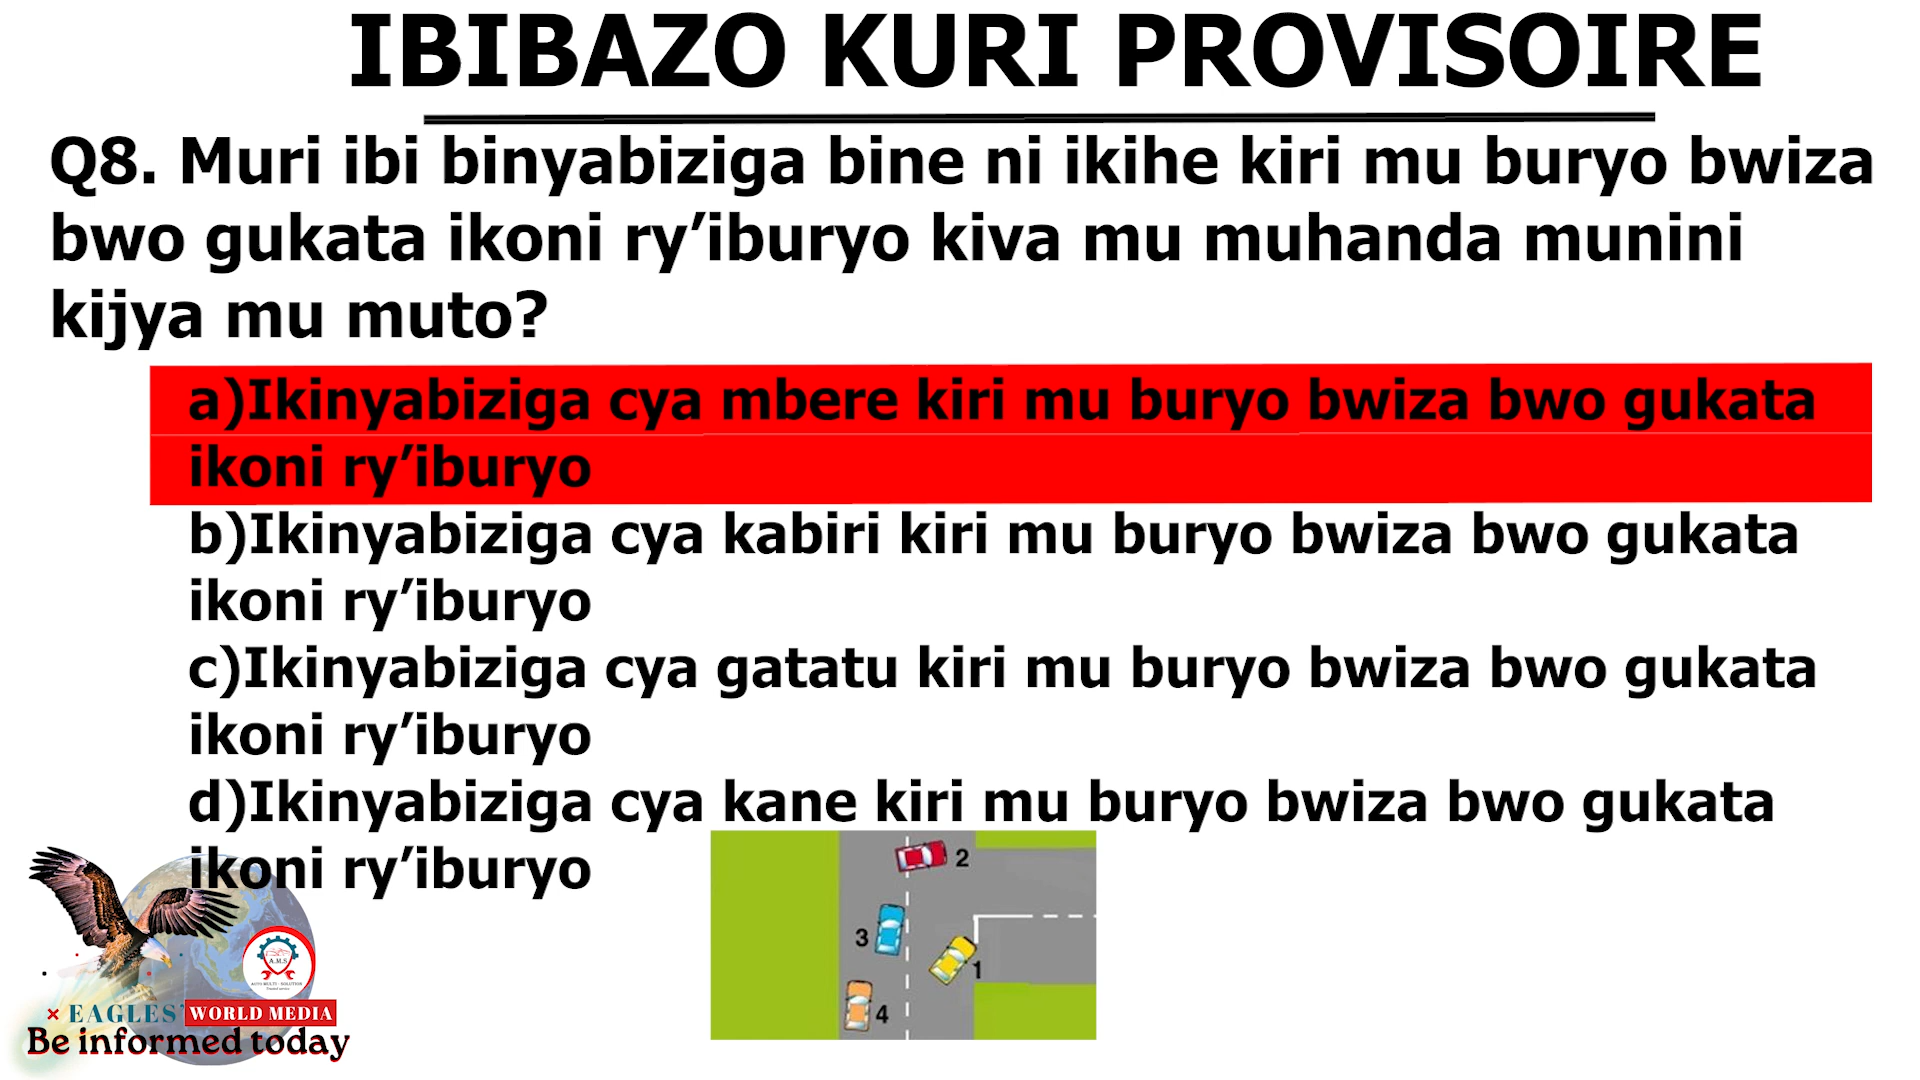 IBIBAZO KURI PROVISOIRE
Q8. Muri ibi binyabiziga bine ni ikihe kiri mu buryo bwiza
bwo gukata ikoni ry’iburyo kiva mu muhanda munini
kijya mu muto?
a)Ikinyabiziga cya mbere kiri mu buryo bwiza bwo gukata
ikoni ry’iburyo
b)Ikinyabiziga cya kabiri kiri mu buryo bwiza bwo gukata
ikoni ry’iburyo
c)Ikinyabiziga cya gatatu kiri mu buryo bwiza bwo gukata
ikoni ry’iburyo
d)Ikinyabiziga cya kane kiri mu buryo bwiza bwo gukata
ikoni ry’iburyo
2
3
1
4
A.M.S
AUTO MULTI - SOLUTION
EAGLES' WORLD MEDIA
Be informed today